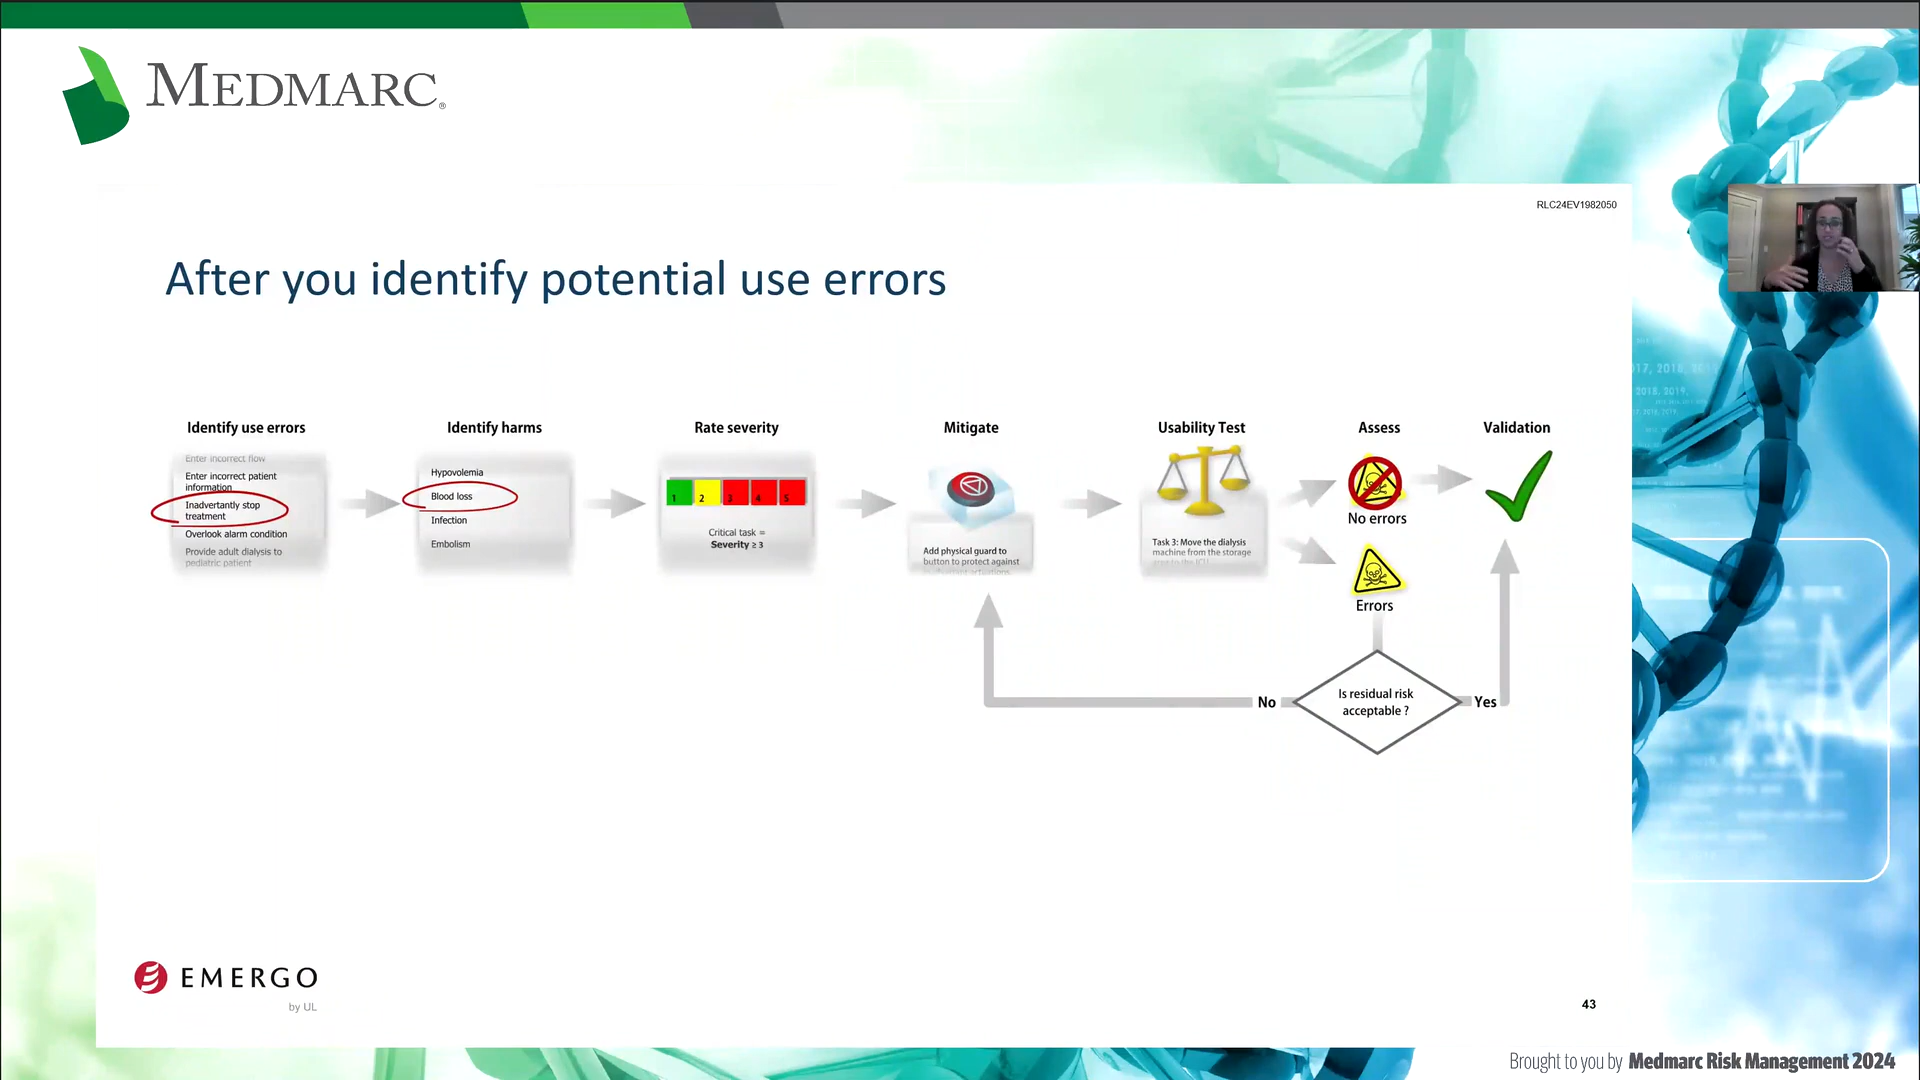 MEDMARC®
RLC24EV1982050
After you identify potential use errors
Identify use errors
Enter incorrect flow
Enter incorrect patient
information
Inadvertantly stop
treatment
Overlook alarm condition
Provide adult dialysis to
pediatric patient
Identify harms
Hypovolemia
Blood loss
Infection
Embolism
Rate severity
1 2 3 4 5
Critical task =
Severity ≥ 3
Mitigate
Add physical guard to
button to protect against
Usability Test
Task 3: Move the dialysis
machine from the storage
Assess
No errors
Errors
Validation
Is residual risk
acceptable ?
No
Yes
EMERGO
by UL
43
Brought to you by Medmarc Risk Management 2024